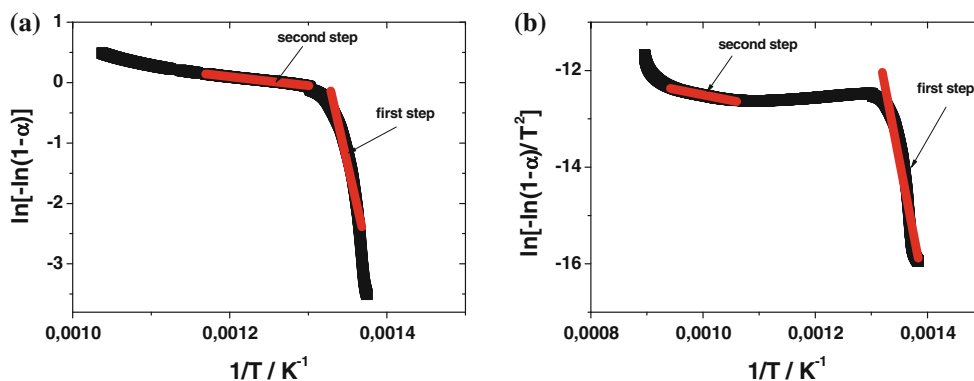 (a)
1
0
-1
-2
-3
ln[-ln(1-α)]
second step
first step
0,0010
0,0012
0,0014
1/T / K⁻¹
(b)
-12
-14
-16
ln[-ln(1-α)/T²]
second step
first step
0,0008
0,0010
0,0012
0,0014
1/T / K⁻¹